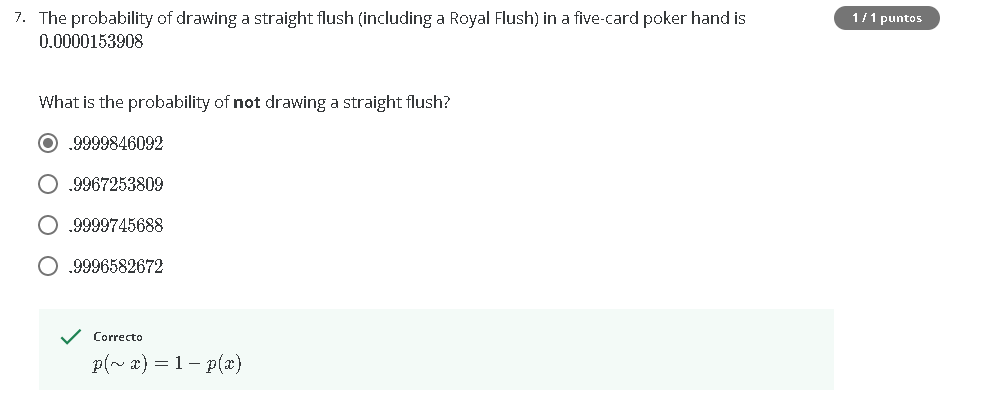 7. The probability of drawing a straight flush (including a Royal Flush) in a five-card poker hand is
0.0000153908
1 / 1 puntos
What is the probability of not drawing a straight flush?
.9999846092
.9967253809
.9999745688
.9996582672
Correcto
p(∼ x) = 1 − p(x)